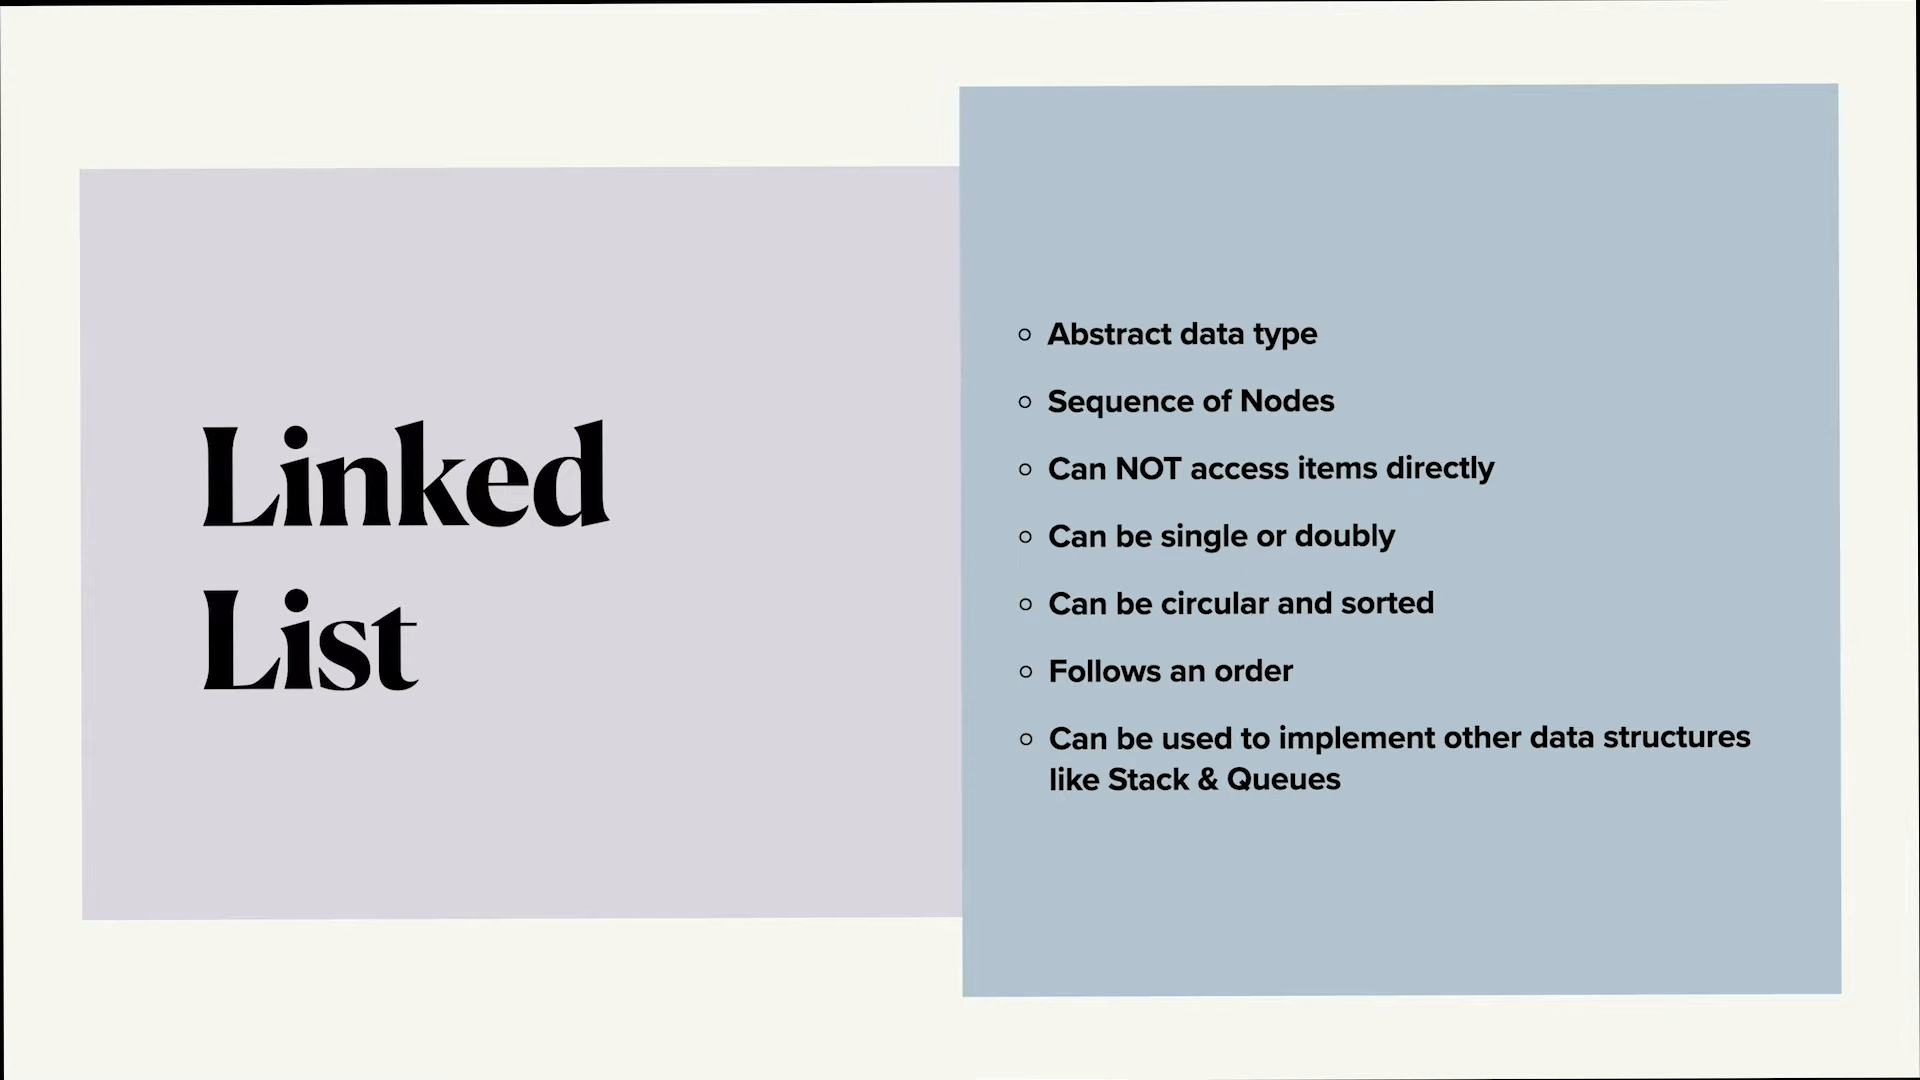 Linked
List
Abstract data type
Sequence of Nodes
Can NOT access items directly
Can be single or doubly
Can be circular and sorted
Follows an order
Can be used to implement other data structures
like Stack & Queues